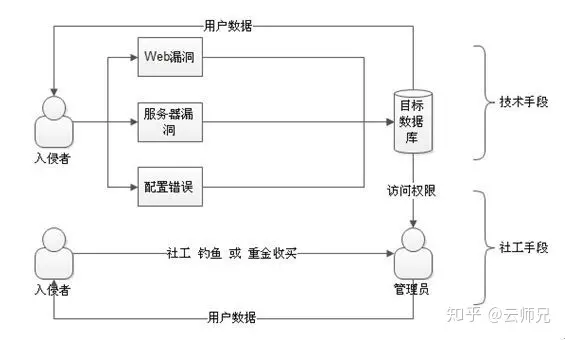 用户数据
Web漏洞
服务器漏
洞
配置错误
入侵者
目标
数据
库
技术手段
访问权限
社工 钓鱼 或 重金收买
入侵者
管理员
社工手段
用户数据
知乎 @云师兄